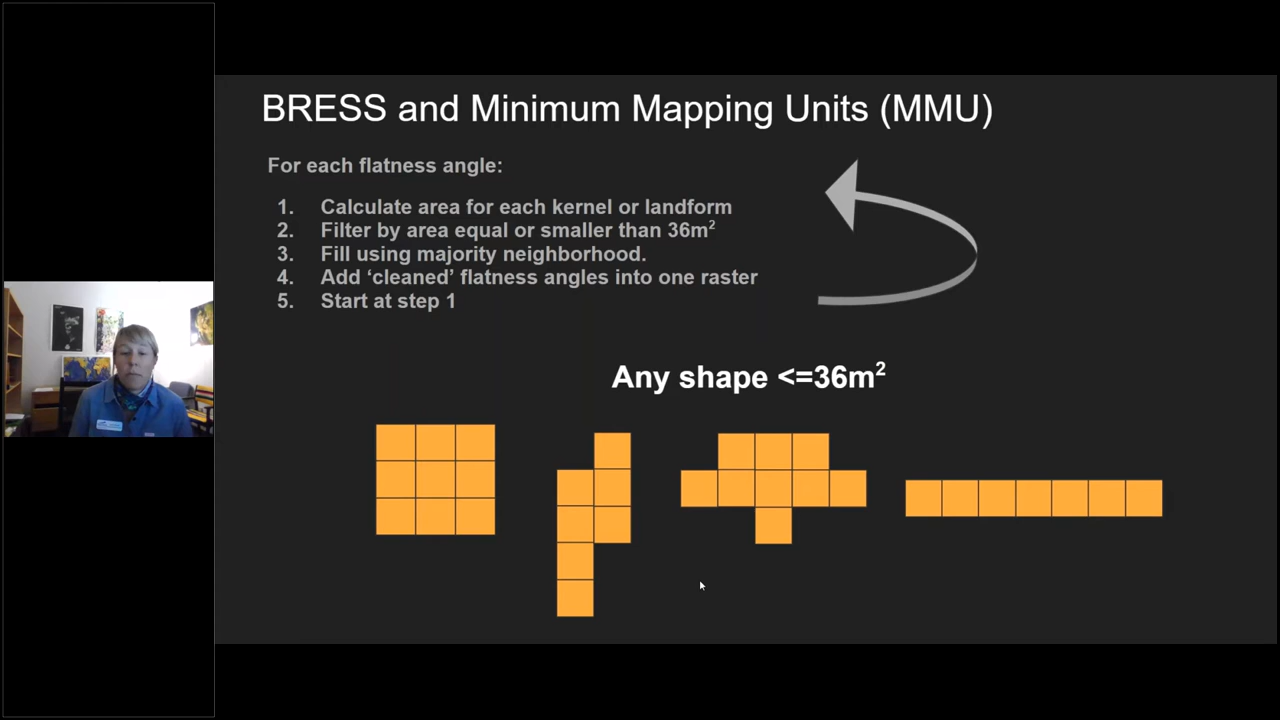 BRESS and Minimum Mapping Units (MMU)
For each flatness angle:
1. Calculate area for each kernel or landform
2. Filter by area equal or smaller than 36m²
3. Fill using majority neighborhood.
4. Add ‘cleaned’ flatness angles into one raster
5. Start at step 1
Any shape <=36m²